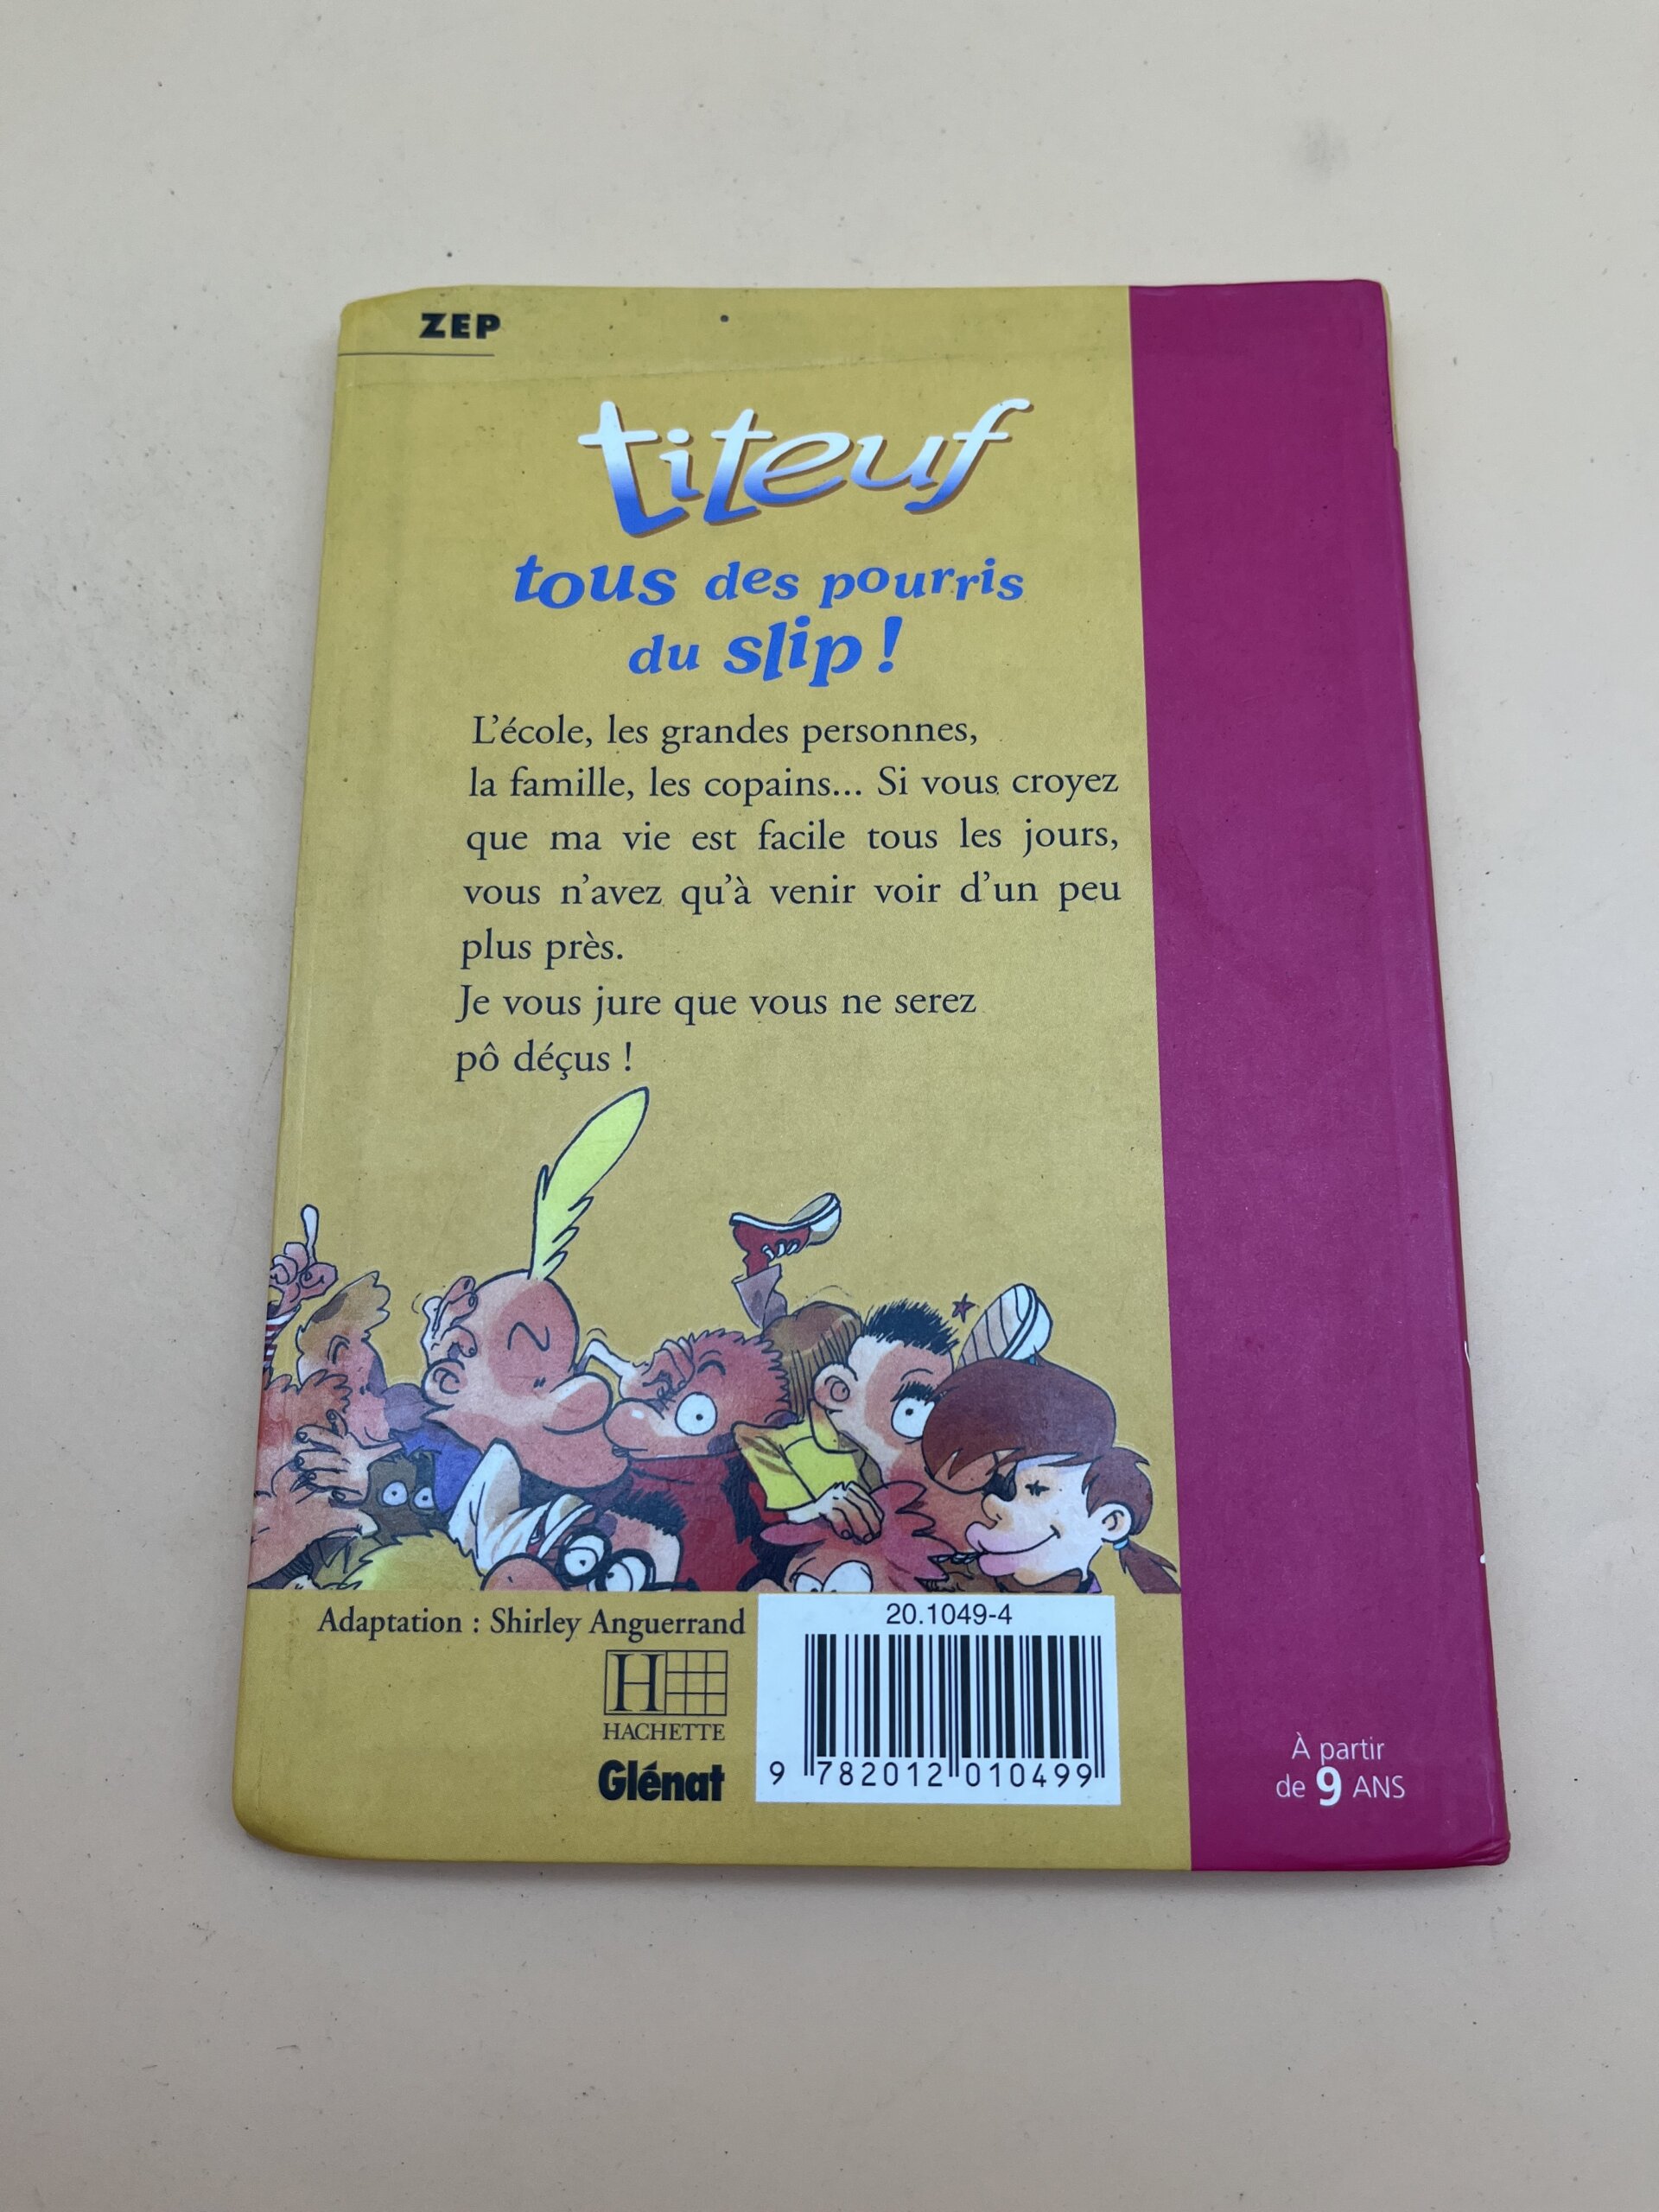 ZEP
titeuf
tous des pourris
du slip !
L'école, les grandes personnes,
la famille, les copains... Si vous croyez
que ma vie est facile tous les jours,
vous n'avez qu'à venir voir d'un peu
plus près.
Je vous jure que vous ne serez
pô déçus !
Adaptation : Shirley Anguerrand
H
HACHETTE
Glénat
20.1049-4
9 782012 010499
À partir
de 9 ANS